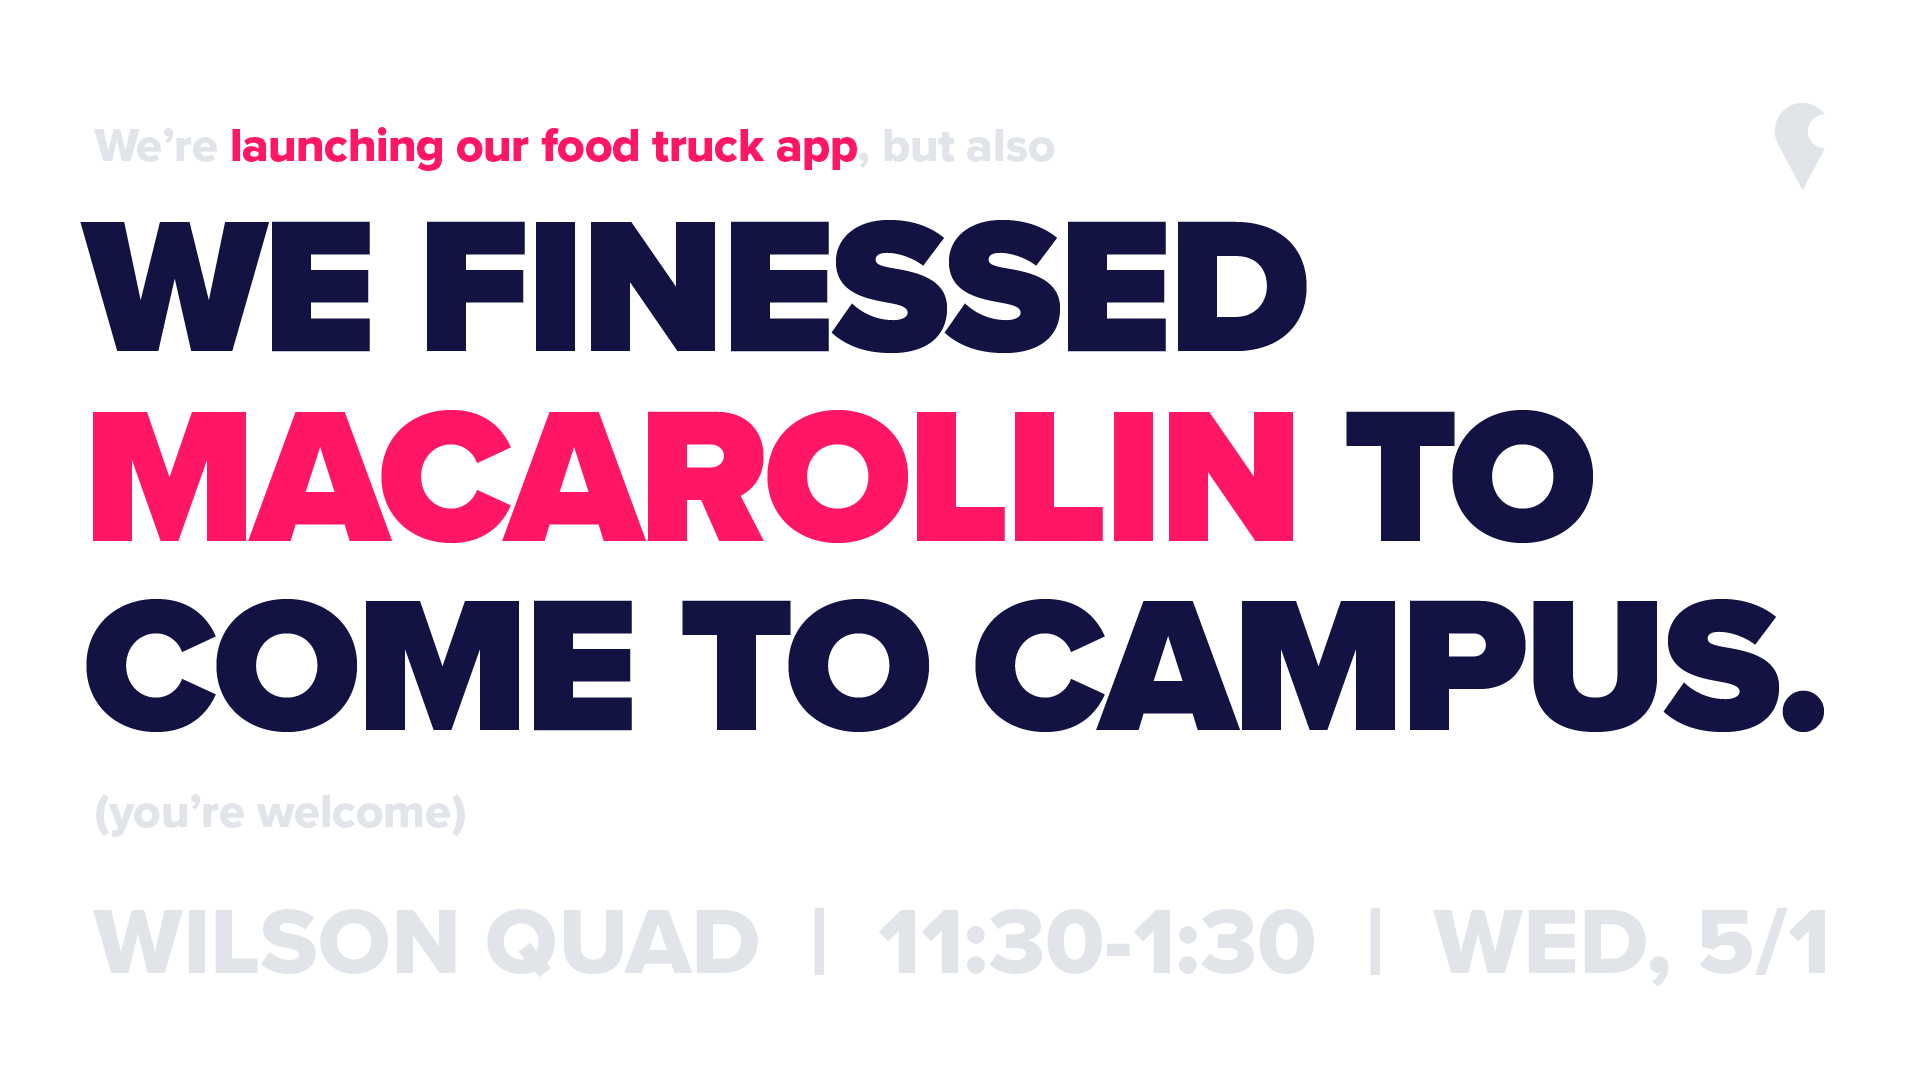 We’re launching our food truck app, but also
WE FINESSED
MACAROLLIN TO
COME TO CAMPUS.
(you’re welcome)
WILSON QUAD | 11:30-1:30 | WED, 5/1